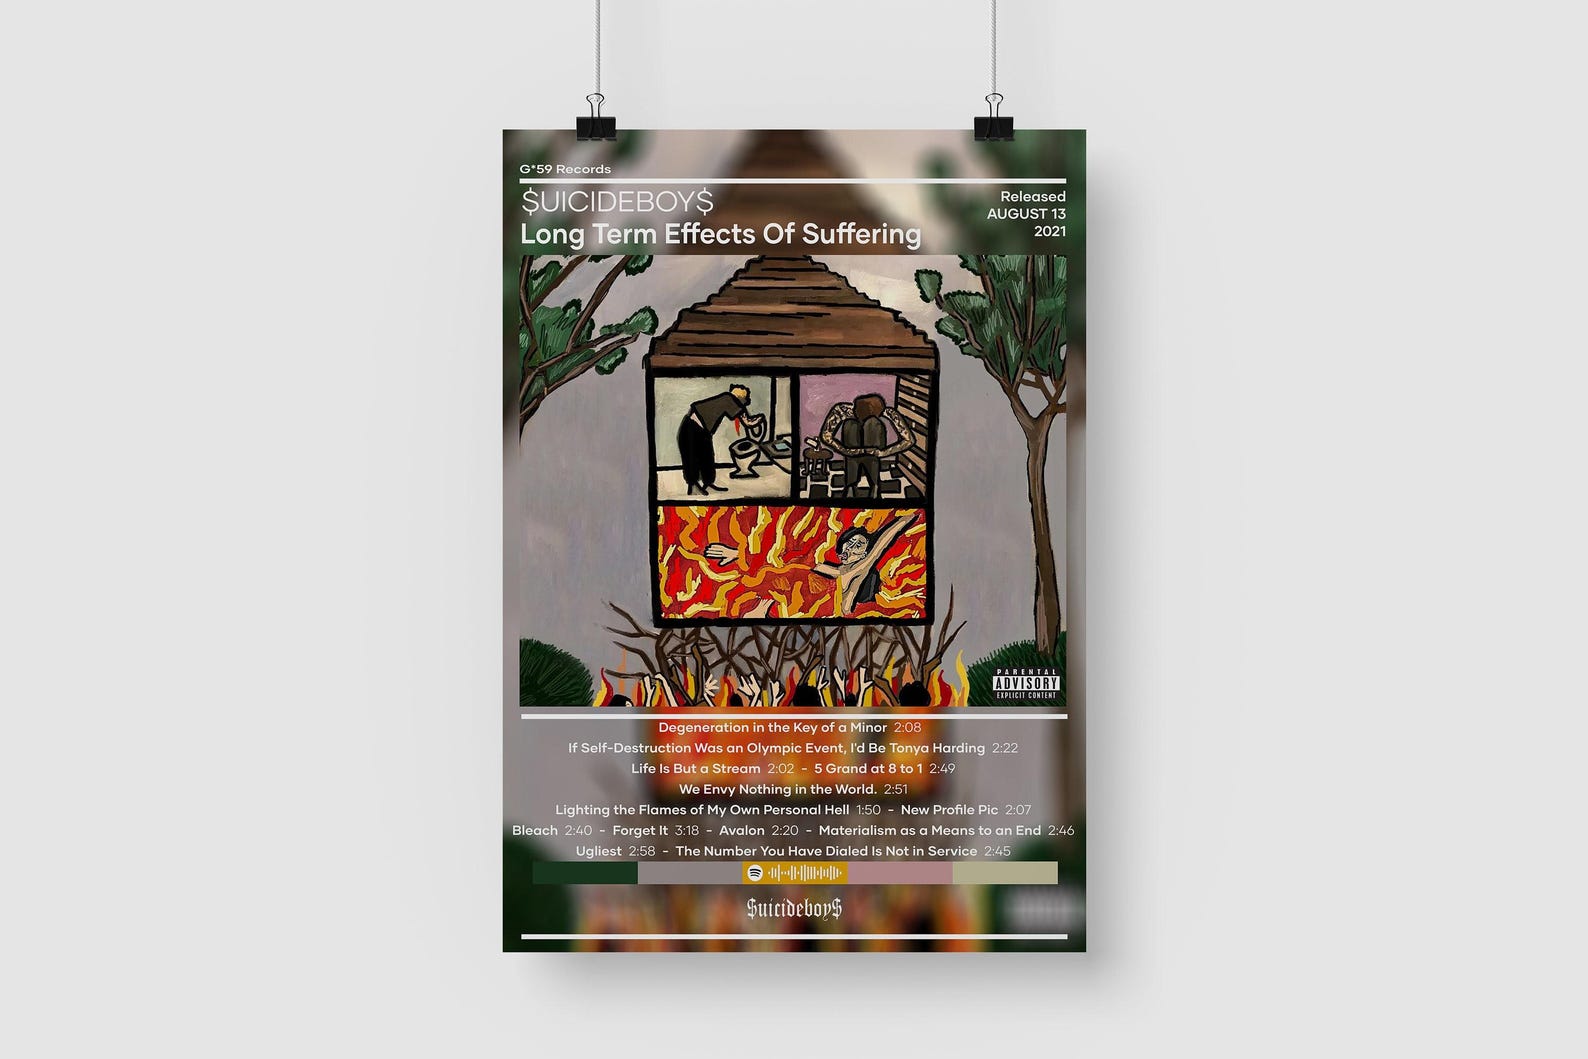 G*59 Records
$UICIDEBOY$
Long Term Effects Of Suffering
Released
AUGUST 13
2021
PARENTAL
ADVISORY
EXPLICIT CONTENT
Degeneration in the Key of a Minor 2:08
If Self-Destruction Was an Olympic Event, I'd Be Tonya Harding 2:22
Life Is But a Stream 2:02 - 5 Grand at 8 to 1 2:49
We Envy Nothing in the World. 2:51
Lighting the Flames of My Own Personal Hell 1:50 - New Profile Pic 2:07
Bleach 2:40 - Forget It 3:18 - Avalon 2:20 - Materialism as a Means to an End 2:46
Ugliest 2:58 - The Number You Have Dialed Is Not in Service 2:45
$uicideboy$